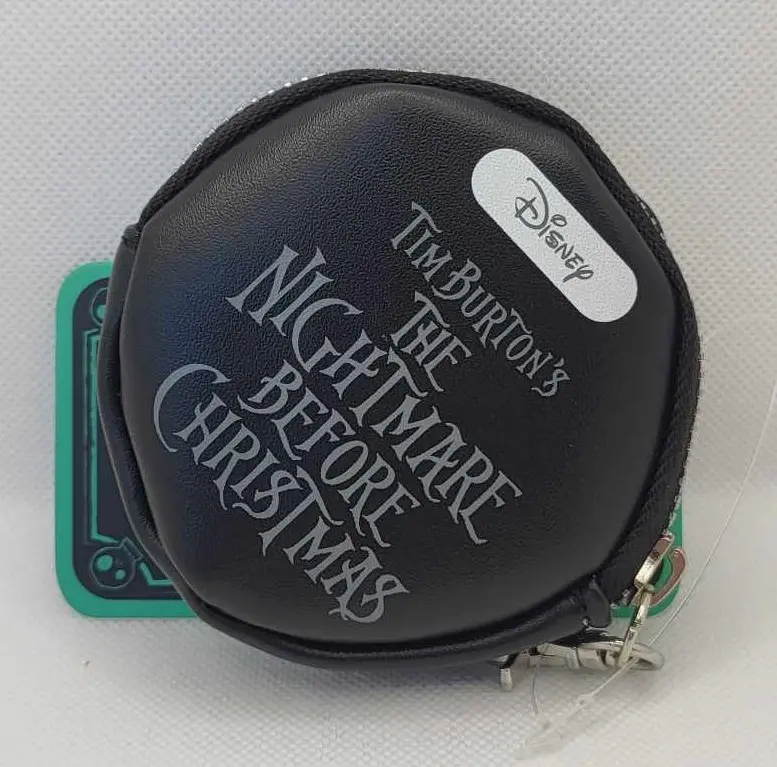 Disney
TIM BURTON'S
THE
NIGHTMARE
BEFORE
CHRISTMAS